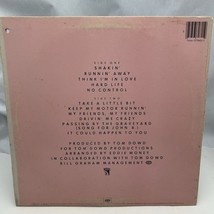 SIDE ONE
SHAKIN'
RUNNIN' AWAY
THINK I'M IN LOVE
HARD LIFE
NO CONTROL
SIDE TWO
TAKE A LITTLE BIT
KEEP MY MOTOR RUNNIN'
MY FRIENDS, MY FRIENDS
DRIVIN' ME CRAZY
PASSING BY THE GRAVEYARD
(SONG FOR JOHN B.)
IT COULD HAPPEN TO YOU
PRODUCED BY TOM DOWD
FOR TOM DOWD PRODUCTIONS
ARRANGED BY EDDIE MONEY
IN COLLABORATION WITH TOM DOWD
BILL GRAHAM MANAGEMENT